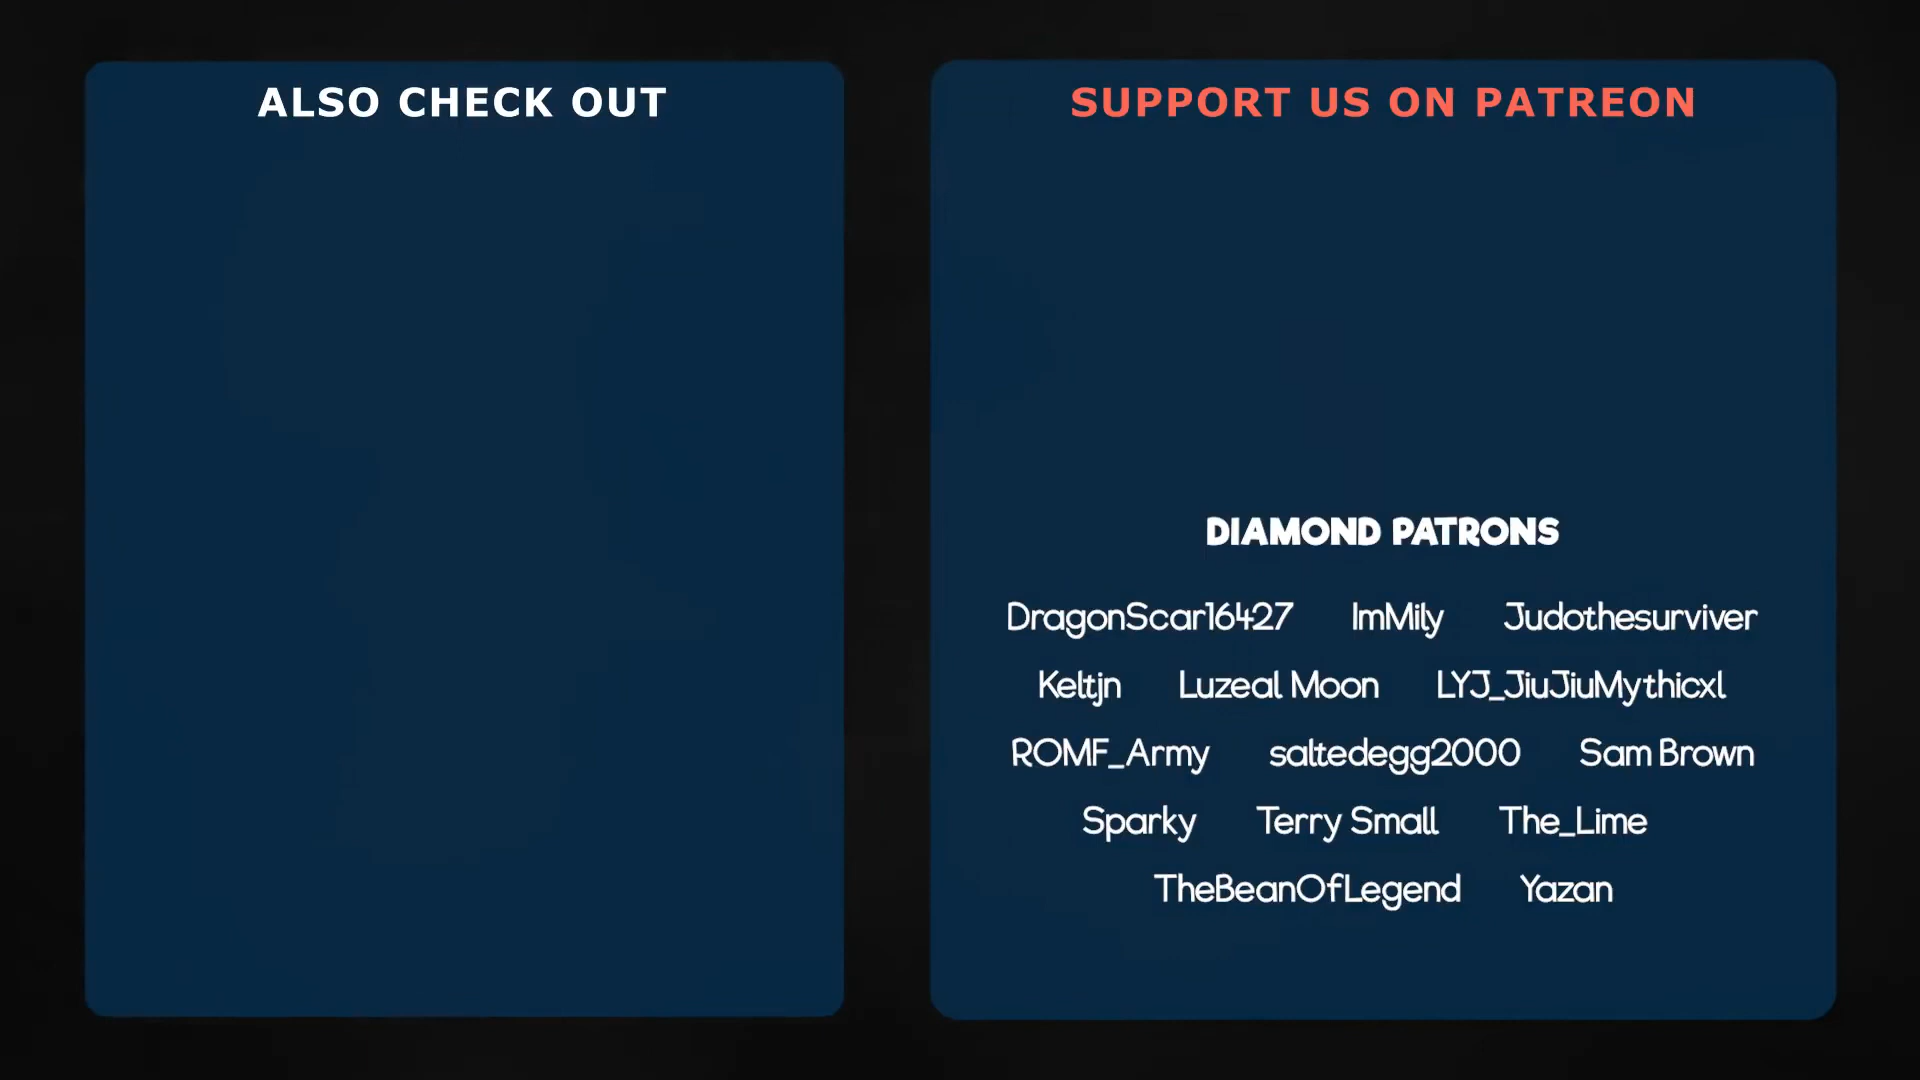 ALSO CHECK OUT
SUPPORT US ON PATREON
DIAMOND PATRONS
DragonScar16427 ImMily Judothesurviver
Keltjn Luzeal Moon LYJ_JiuJiuMythicxl
ROMF_Army saltedegg2000 Sam Brown
Sparky Terry Small The_Lime
TheBeanOfLegend Yazan